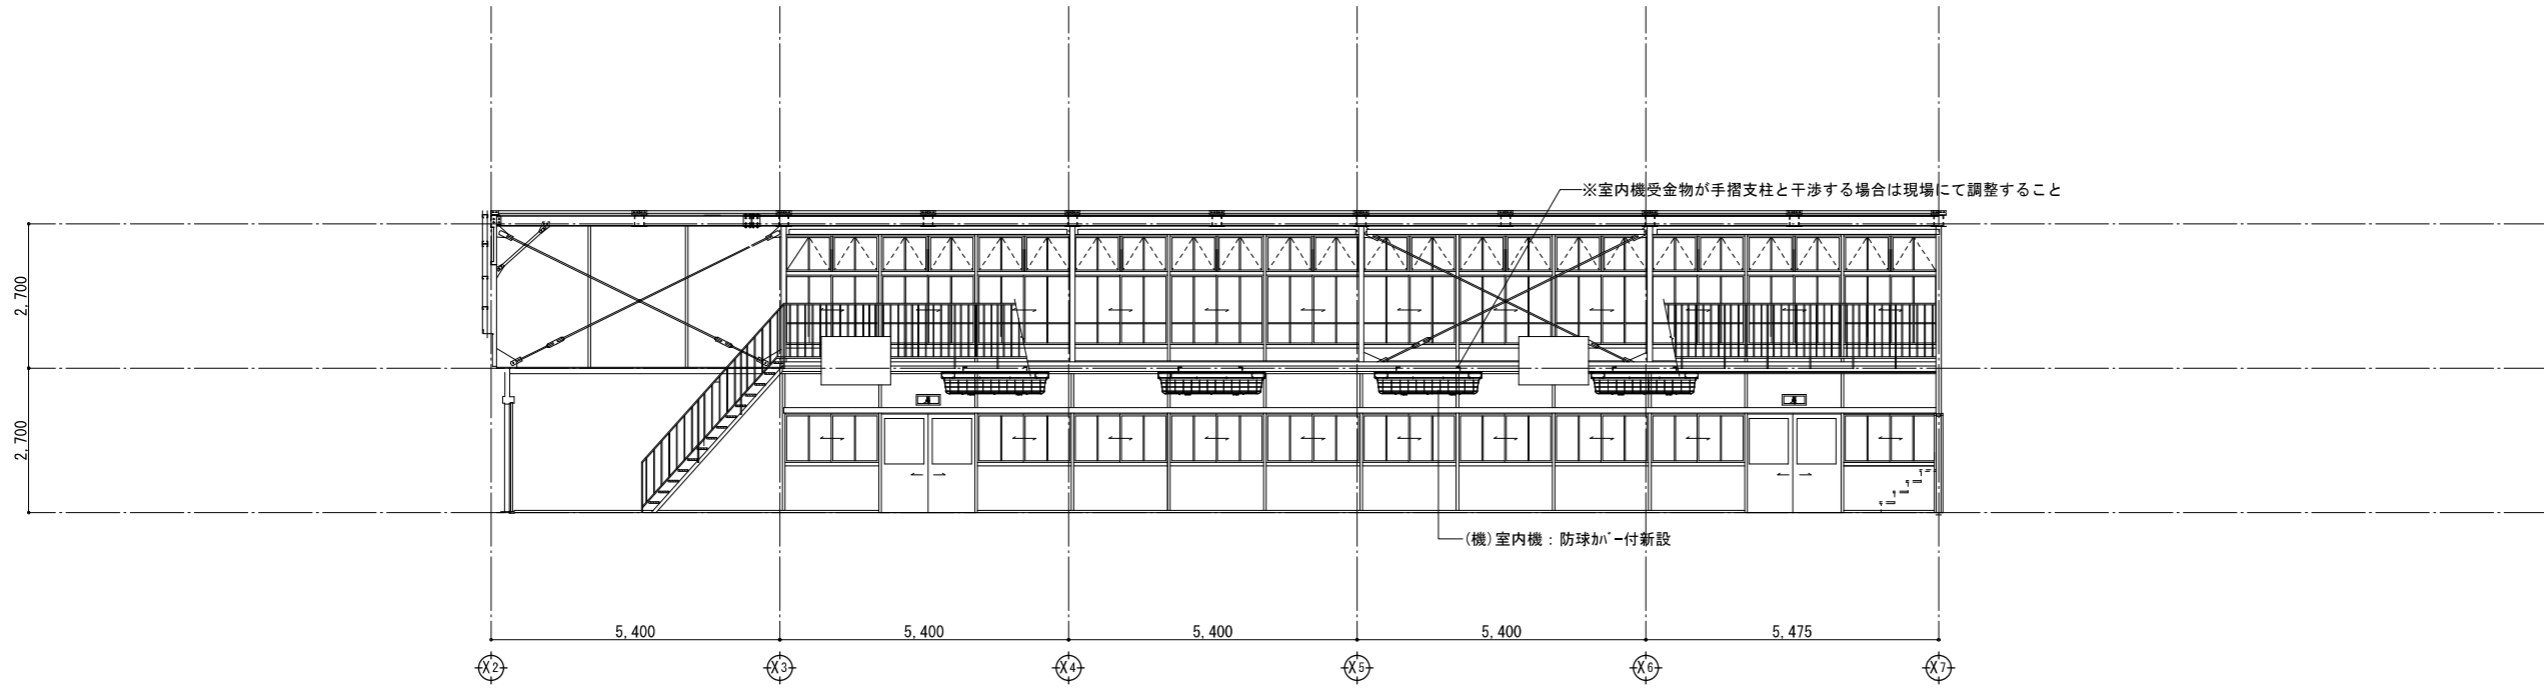 ※室内機受金物が手摺支柱と干渉する場合は現場にて調整すること
2,700
2,700
(機)室内機：防球ｶﾊﾞｰ付新設
5,400
5,400
5,400
5,400
5,475
X2
X3
X4
X5
X6
X7